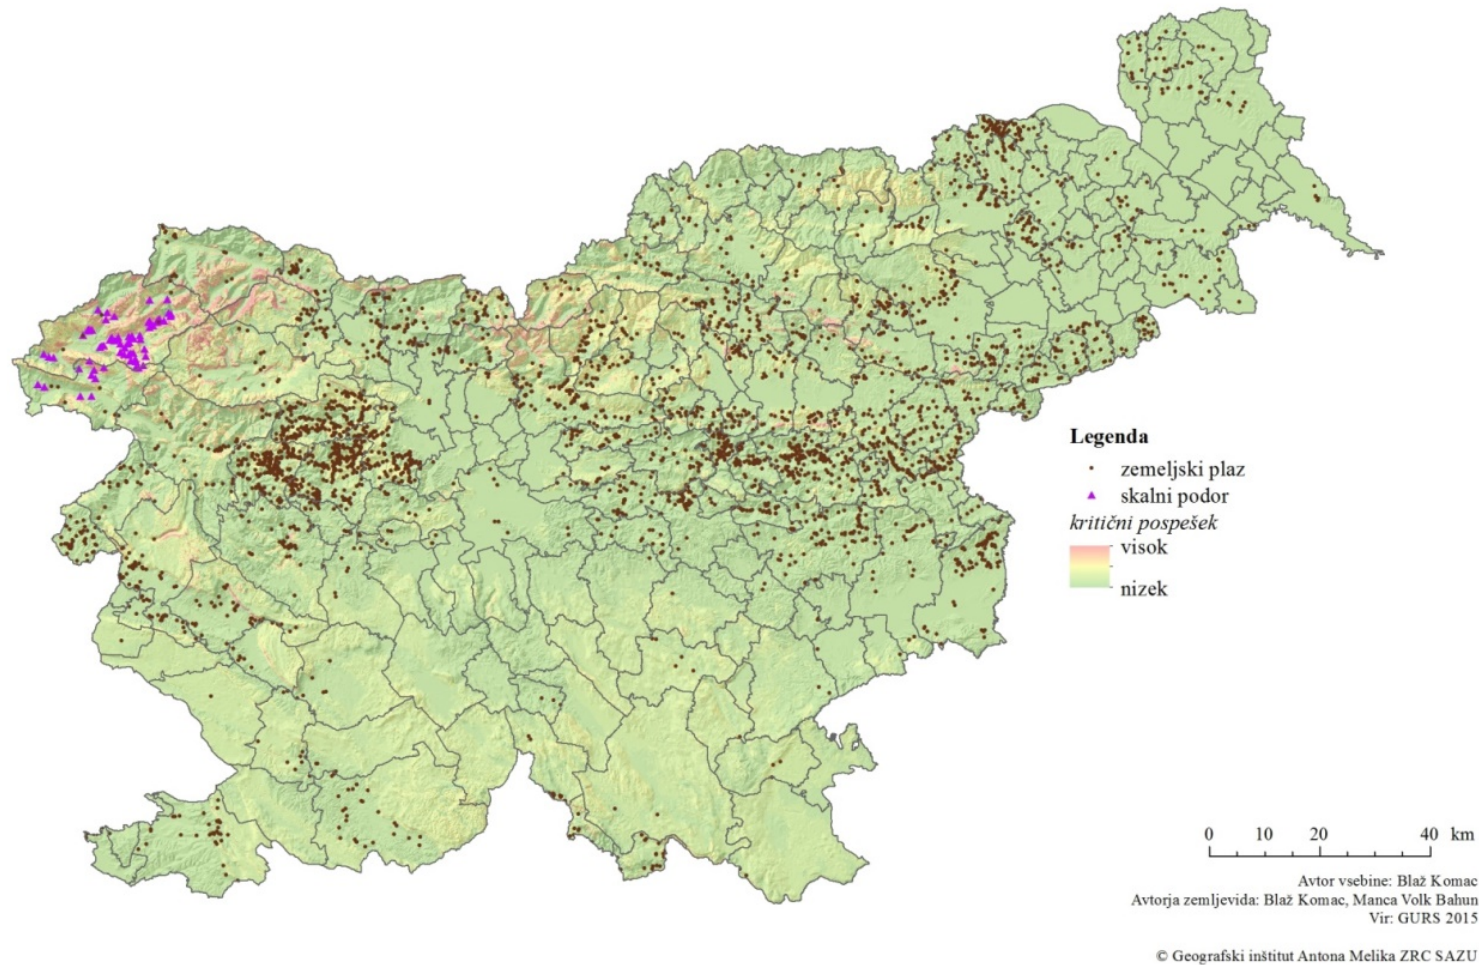 Legenda
zemeljski plaz
skalni podor
kritični pospešek
visok
nizek
0 10 20 40 km
Avtor vsebine: Blaž Komac
Avtorja zemljevida: Blaž Komac, Manca Volk Bahun
Vir: GURS 2015
© Geografski inštitut Antona Melika ZRC SAZU